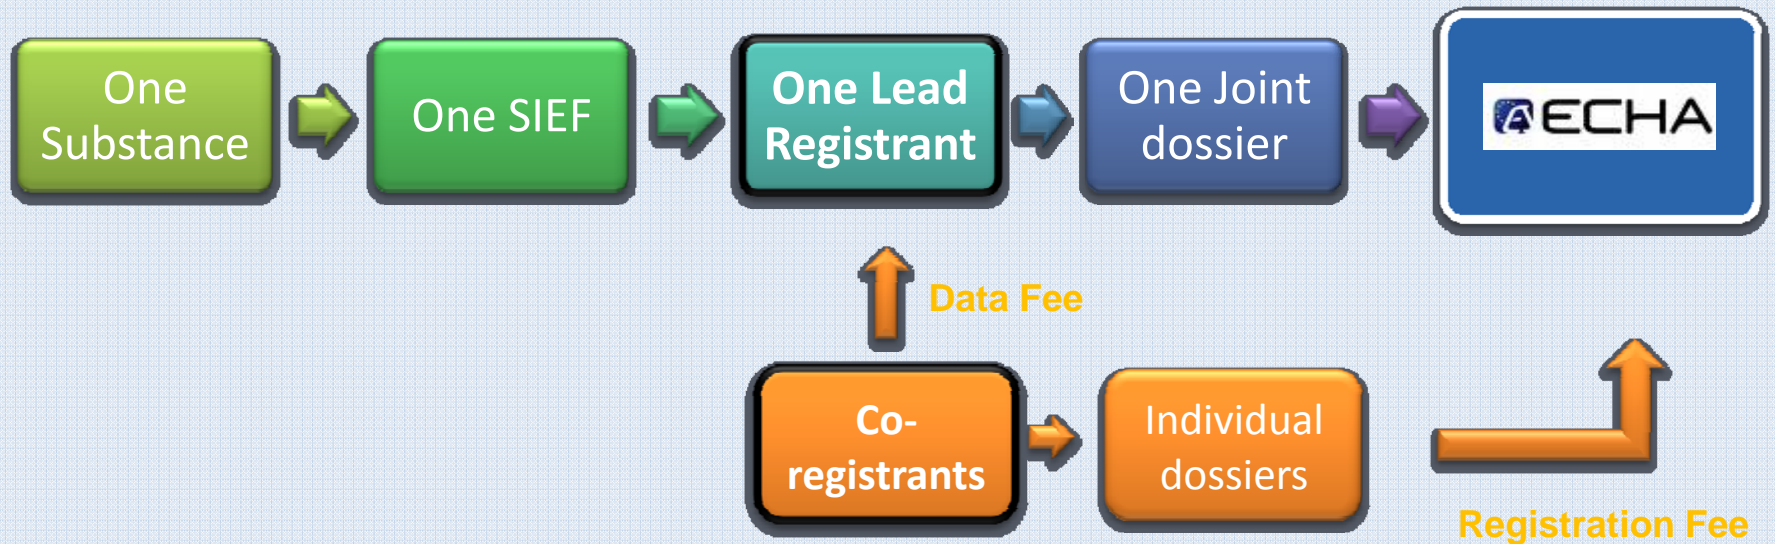 One
Substance
One SIEF
One Lead
Registrant
One Joint
dossier
ECHA
Data Fee
Co-
registrants
Individual
dossiers
Registration Fee